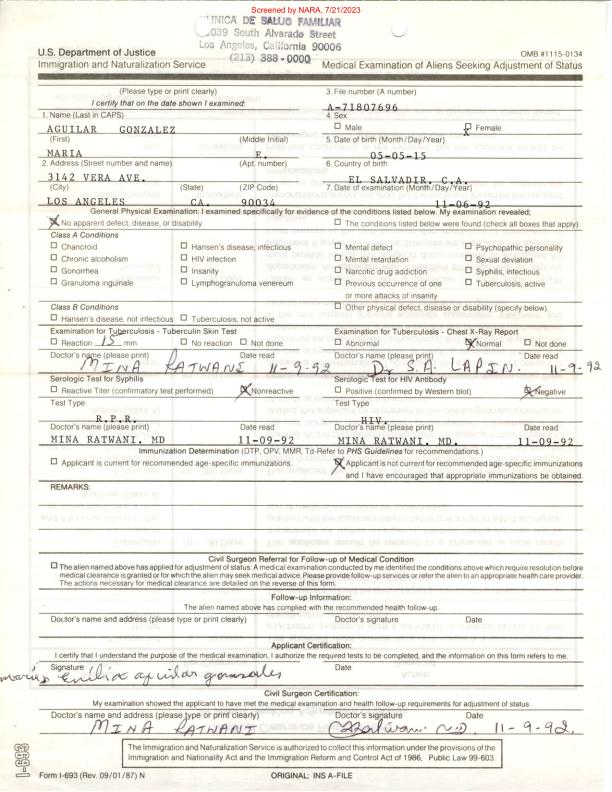 Screened by NARA, 7/21/2023
CLINICA DE SALUD FAMILIAR
2039 South Alvarado Street
Los Angeles, California 90006
(213) 388-0000
U.S. Department of Justice
Immigration and Naturalization Service
OMB #1115-0134
Medical Examination of Aliens Seeking Adjustment of Status
(Please type or print clearly)
I certify that on the date shown I examined:
3. File number (A number)
A-71807696
1. Name (Last in CAPS)
AGUILAR GONZALEZ
4. Sex
☐ Male ☒ Female
(First) (Middle Initial)
MARIA E.
5. Date of birth (Month/Day/Year)
05-05-15
2. Address (Street number and name) (Apt. number)
3142 VERA AVE.
6. Country of birth
EL SALVADIR, C.A.
(City) (State) (ZIP Code)
LOS ANGELES CA. 90034
7. Date of examination (Month/Day/Year)
11-06-92
General Physical Examination: I examined specifically for evidence of the conditions listed below. My examination revealed;
☒ No apparent defect, disease, or disability. ☐ The conditions listed below were found (check all boxes that apply).
Class A Conditions
☐ Chancroid ☐ Hansen's disease, infectious ☐ Mental defect ☐ Psychopathic personality
☐ Chronic alcoholism ☐ HIV infection ☐ Mental retardation ☐ Sexual deviation
☐ Gonorrhea ☐ Insanity ☐ Narcotic drug addiction ☐ Syphilis, infectious
☐ Granuloma inguinale ☐ Lymphogranuloma venereum ☐ Previous occurrence of one or more attacks of insanity ☐ Tuberculosis, active
Class B Conditions
☐ Other physical defect, disease or disability (specify below).
☐ Hansen's disease, not infectious ☐ Tuberculosis, not active
Examination for Tuberculosis - Tuberculin Skin Test
☐ Reaction 15 mm ☐ No reaction ☐ Not done
Doctor's name (please print) Date read
MINA RATWANI 11-9-92
Examination for Tuberculosis - Chest X-Ray Report
☐ Abnormal ☒ Normal ☐ Not done
Doctor's name (please print) Date read
Dr S.A. LAPIN. 11-9-92
Serologic Test for Syphilis
☐ Reactive Titer (confirmatory test performed) ☒ Nonreactive
Test Type
R.P.R.
Doctor's name (please print) Date read
MINA RATWANI, MD 11-09-92
Serologic Test for HIV Antibody
☐ Positive (confirmed by Western blot) ☒ Negative
Test Type
HIV.
Doctor's name (please print) Date read
MINA RATWANI, MD. 11-09-92
Immunization Determination (DTP, OPV, MMR, Td-Refer to PHS Guidelines for recommendations.)
☐ Applicant is current for recommended age-specific immunizations. ☒ Applicant is not current for recommended age-specific immunizations
and I have encouraged that appropriate immunizations be obtained.
REMARKS:
Civil Surgeon Referral for Follow-up of Medical Condition
☐ The alien named above has applied for adjustment of status. A medical examination conducted by me identified the conditions above which require resolution before
medical clearance is granted or for which the alien may seek medical advice. Please provide follow-up services or refer the alien to an appropriate health care provider.
The actions necessary for medical clearance are detailed on the reverse of this form.
Follow-up Information:
The alien named above has complied with the recommended health follow-up.
Doctor's name and address (please type or print clearly) Doctor's signature Date
Applicant Certification:
I certify that I understand the purpose of the medical examination, I authorize the required tests to be completed, and the information on this form refers to me.
Signature Date
maria Emilia aguilar gonsales
Civil Surgeon Certification:
My examination showed the applicant to have met the medical examination and health follow-up requirements for adjustment of status.
Doctor's name and address (please type or print clearly) Doctor's signature Date
MINA RATWANI Ratwani MD. 11-9-92.
The Immigration and Naturalization Service is authorized to collect this information under the provisions of the
Immigration and Nationality Act and the Immigration Reform and Control Act of 1986, Public Law 99-603.
I-693
Form I-693 (Rev. 09/01/87) N
ORIGINAL: INS A-FILE